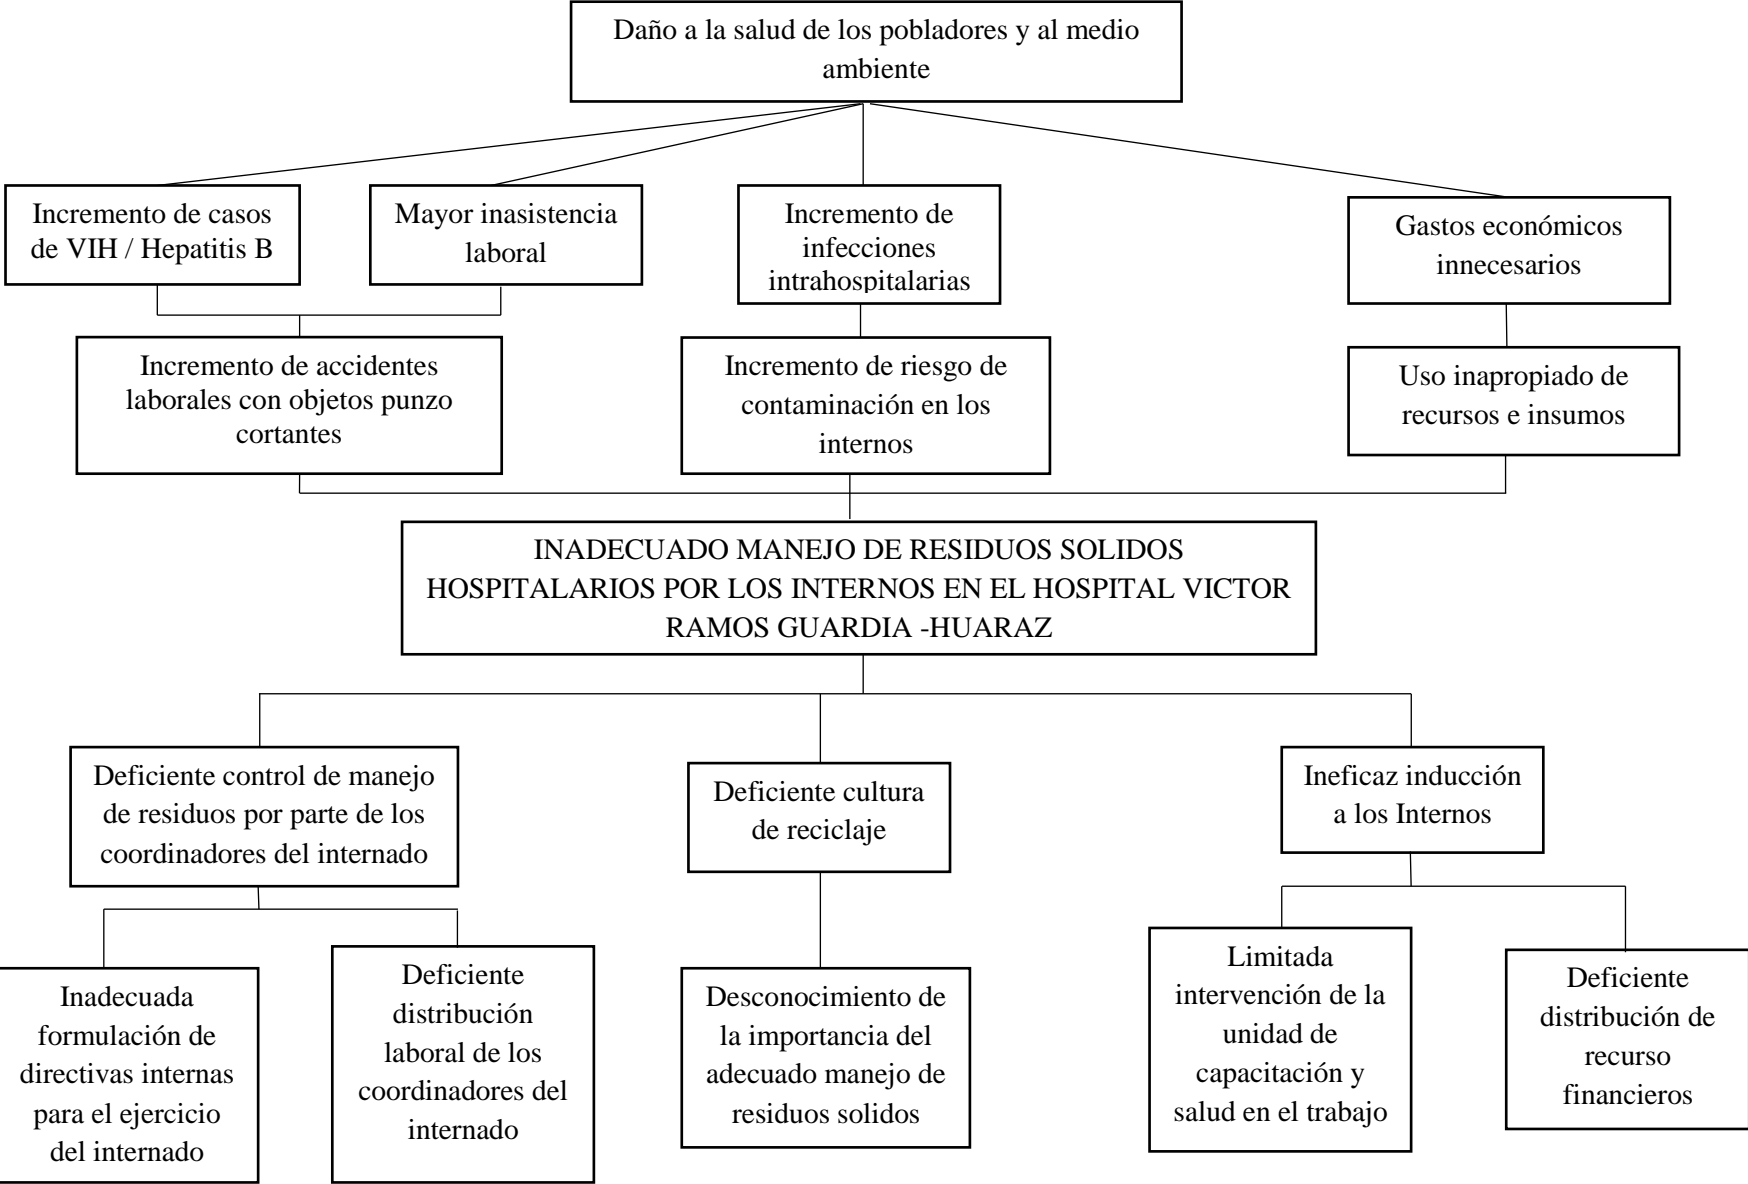 Daño a la salud de los pobladores y al medio
ambiente
Incremento de casos
de VIH / Hepatitis B
Mayor inasistencia
laboral
Incremento de
infecciones
intrahospitalarias
Gastos económicos
innecesarios
Incremento de accidentes
laborales con objetos punzo
cortantes
Incremento de riesgo de
contaminación en los
internos
Uso inapropiado de
recursos e insumos
INADECUADO MANEJO DE RESIDUOS SOLIDOS
HOSPITALARIOS POR LOS INTERNOS EN EL HOSPITAL VICTOR
RAMOS GUARDIA -HUARAZ
Deficiente control de manejo
de residuos por parte de los
coordinadores del internado
Deficiente cultura
de reciclaje
Ineficaz inducción
a los Internos
Inadecuada
formulación de
directivas internas
para el ejercicio
del internado
Deficiente
distribución
laboral de los
coordinadores del
internado
Desconocimiento de
la importancia del
adecuado manejo de
residuos solidos
Limitada
intervención de la
unidad de
capacitación y
salud en el trabajo
Deficiente
distribución de
recurso
financieros